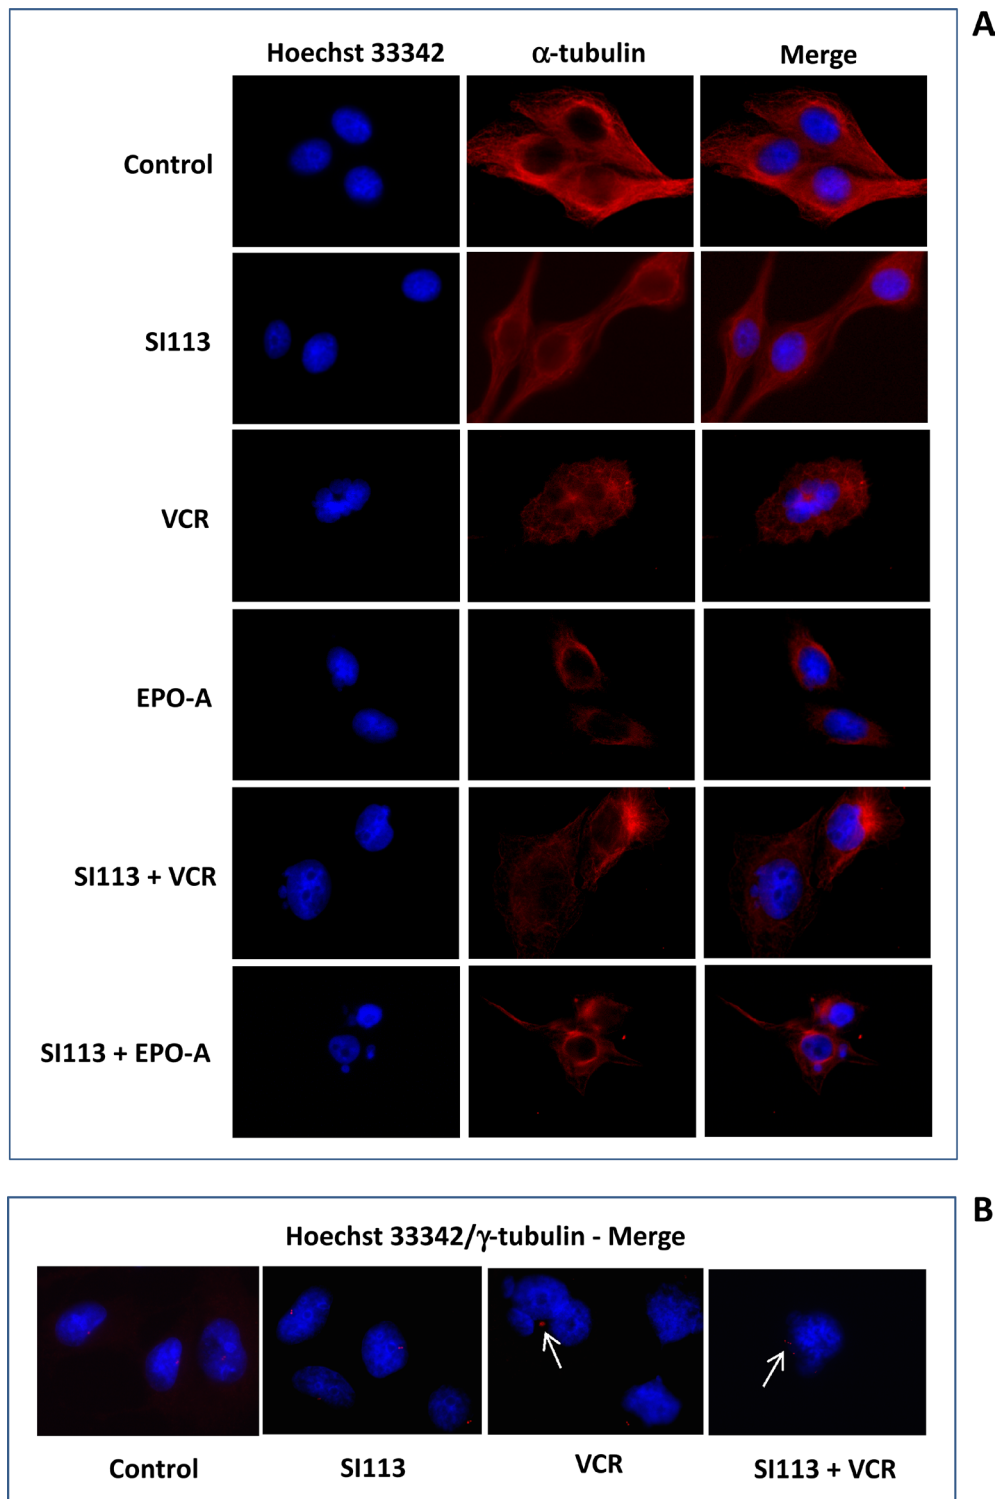 A
Hoechst 33342 α-tubulin Merge
Control
SI113
VCR
EPO-A
SI113 + VCR
SI113 + EPO-A
B
Hoechst 33342/γ-tubulin - Merge
Control SI113 VCR SI113 + VCR